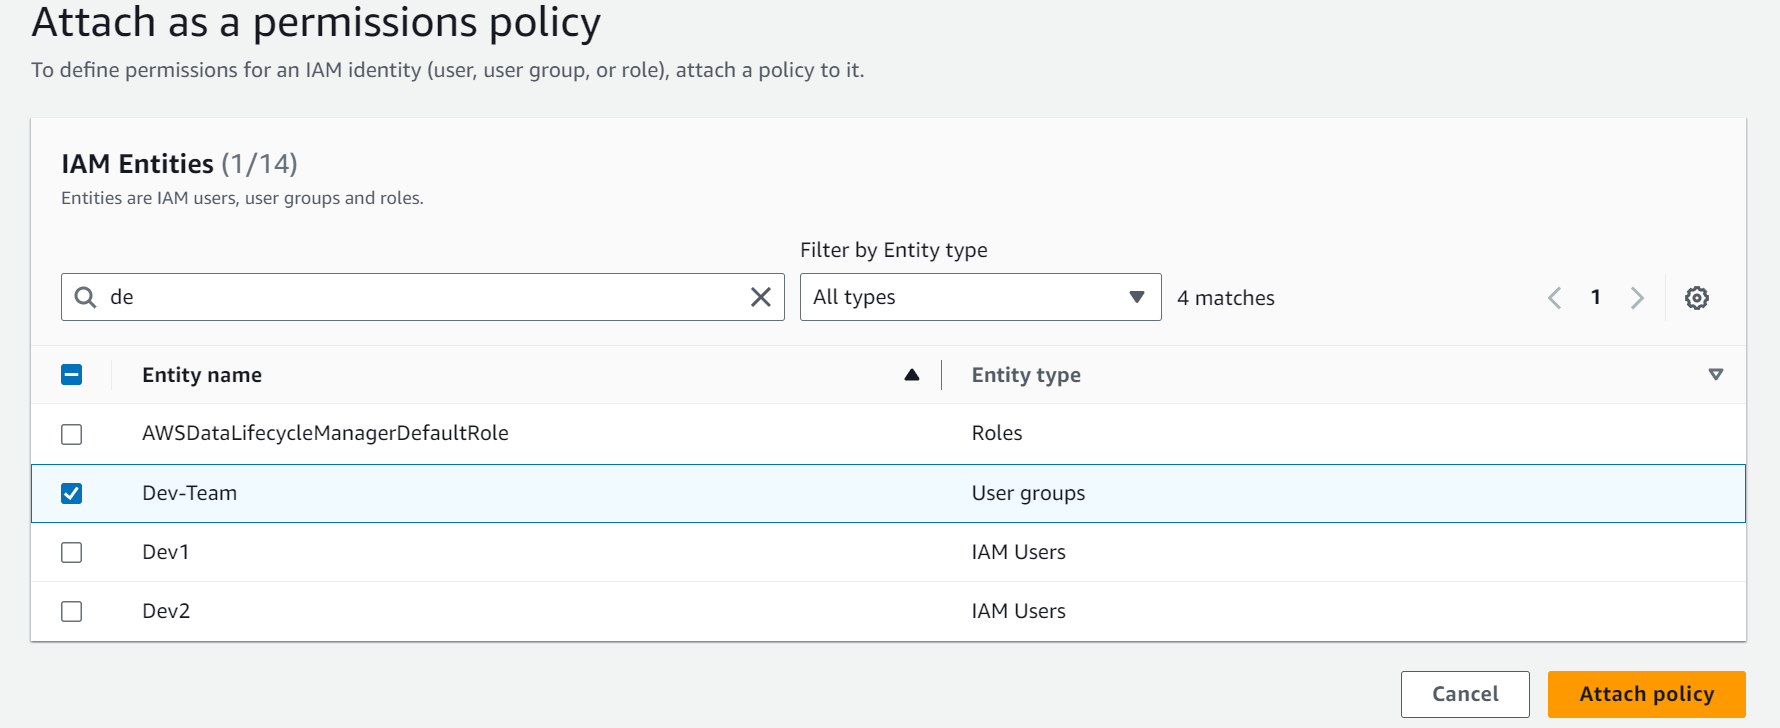 Attach as a permissions policy
To define permissions for an IAM identity (user, user group, or role), attach a policy to it.
IAM Entities (1/14)
Entities are IAM users, user groups and roles.
Filter by Entity type
de All types 4 matches 1
Entity name Entity type
AWSDataLifecycleManagerDefaultRole Roles
Dev-Team User groups
Dev1 IAM Users
Dev2 IAM Users
Cancel Attach policy